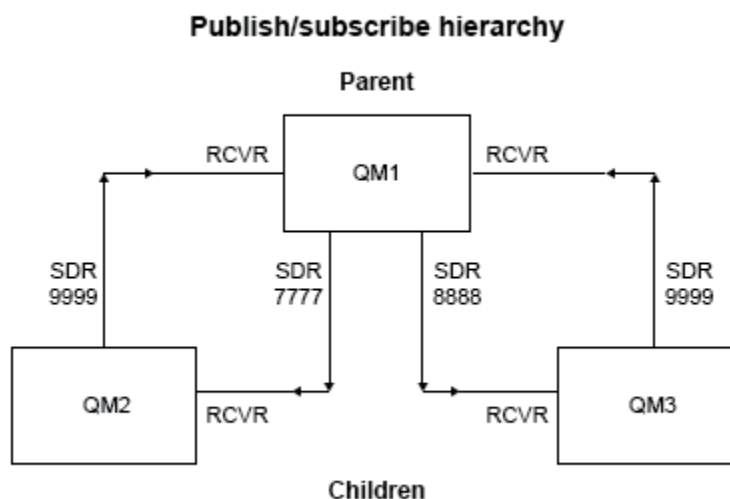 Publish/subscribe hierarchy
Parent
RCVR
QM1
RCVR
SDR
9999
SDR
7777
SDR
8888
SDR
9999
QM2
RCVR
RCVR
QM3
Children